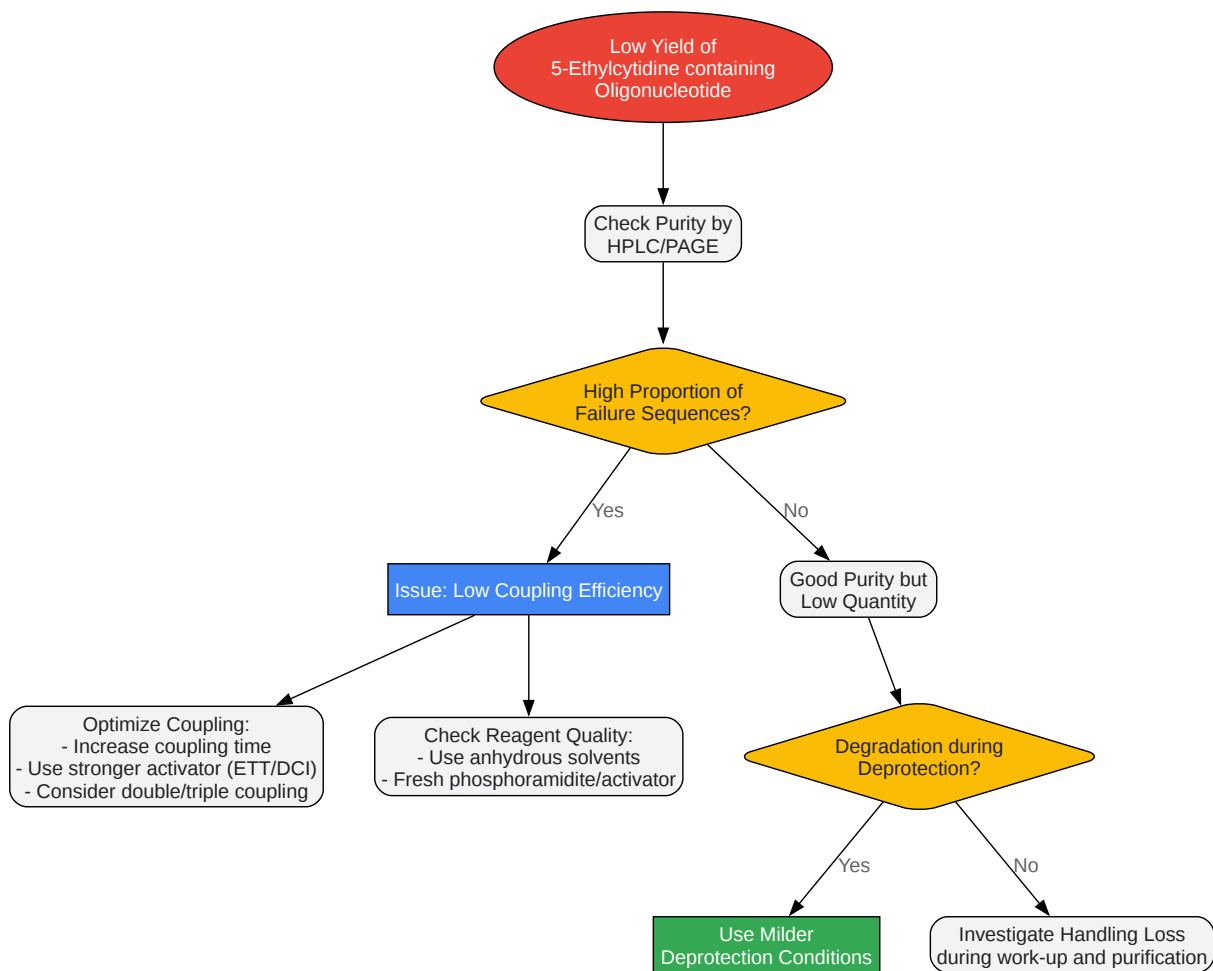 Low Yield of
5-Ethylcytidine containing
Oligonucleotide
Check Purity by
HPLC/PAGE
High Proportion of
Failure Sequences?
Yes
No
Issue: Low Coupling Efficiency
Good Purity but
Low Quantity
Optimize Coupling:
- Increase coupling time
- Use stronger activator (ETT/DCI)
- Consider double/triple coupling
Check Reagent Quality:
- Use anhydrous solvents
- Fresh phosphoramidite/activator
Degradation during
Deprotection?
Yes
No
Use Milder
Deprotection Conditions
Investigate Handling Loss
during work-up and purification